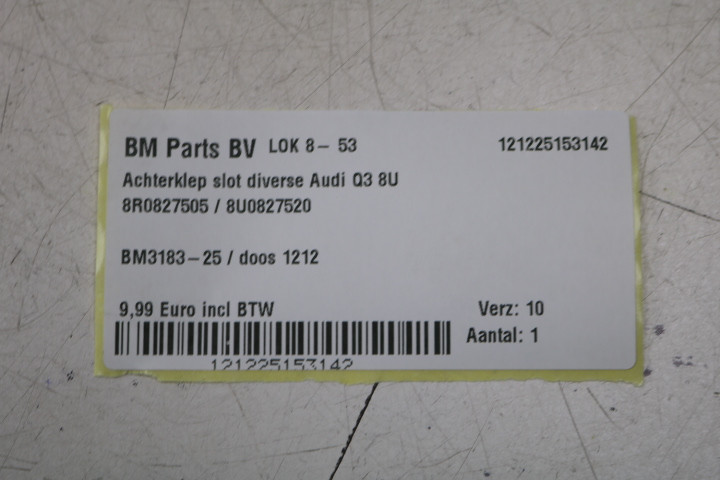 BM Parts BV LOK 8- 53 121225153142
Achterklep slot diverse Audi Q3 8U
8R0827505 / 8U0827520
BM3183-25 / doos 1212
9,99 Euro incl BTW Verz: 10
Aantal: 1
121225153142